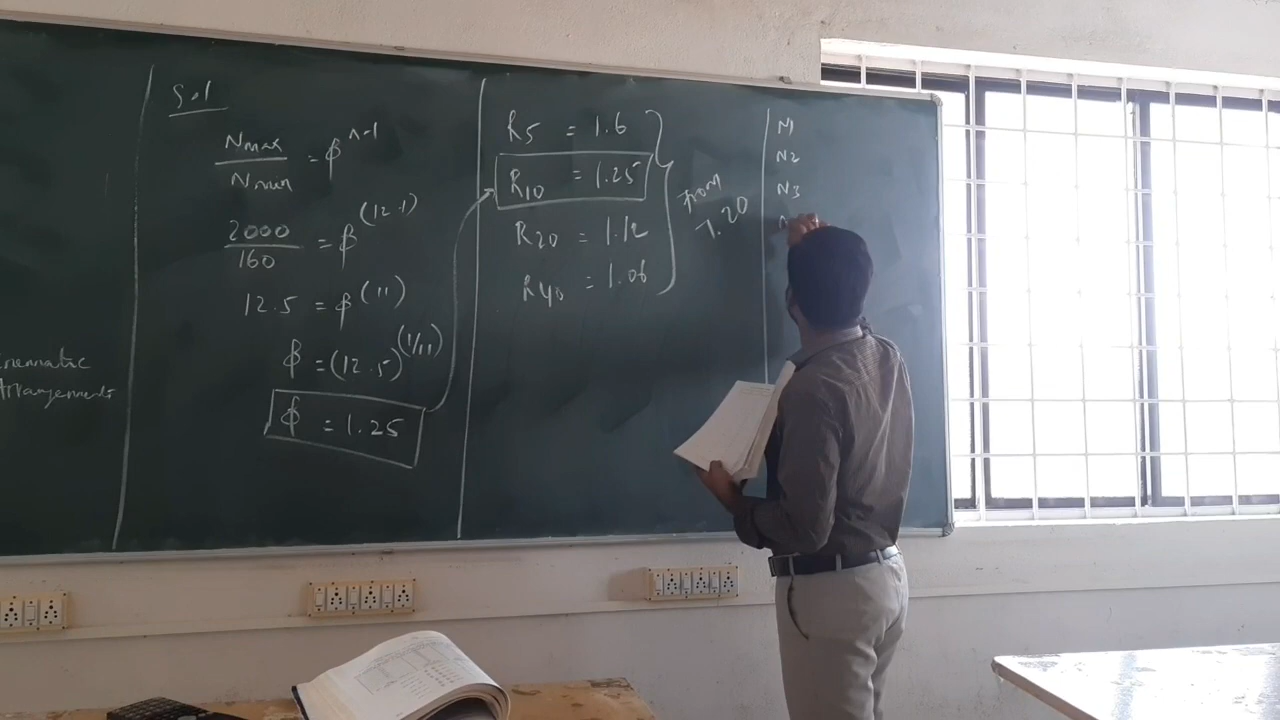 Kinematic
Arrangements
Sol
Nmax / Nmin = ϕ^n-1
2000 / 160 = ϕ^(12-1)
12.5 = ϕ^(11)
ϕ = (12.5)^(1/11)
ϕ = 1.25
R5 = 1.6
R10 = 1.25
R20 = 1.12
R40 = 1.06
From
7.20
N1
N2
N3